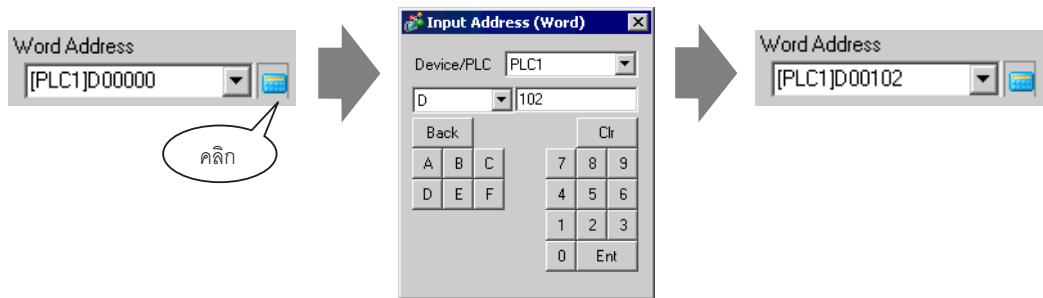 Word Address
[PLC1]D00000
คลิก
Input Address (Word)
Device/PLC PLC1
D 102
Back Clr
A B C 7 8 9
D E F 4 5 6
1 2 3
0 Ent
Word Address
[PLC1]D00102